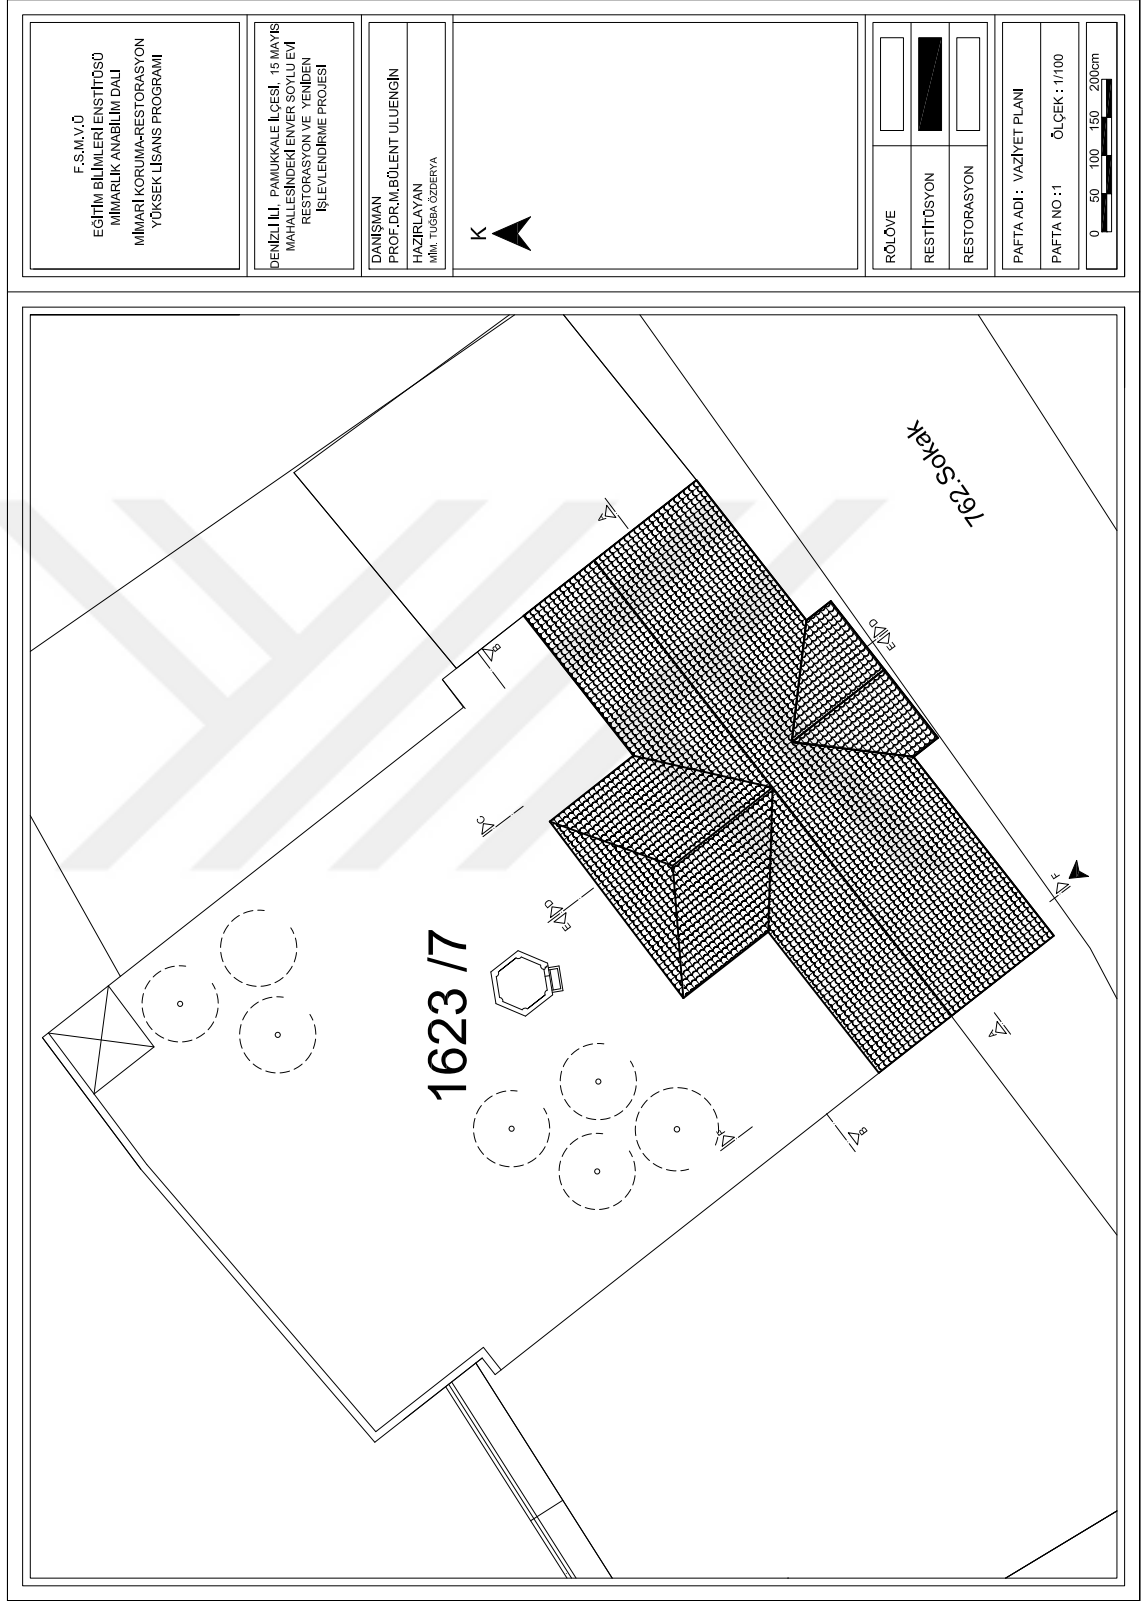 F.S.M.V.Ü
EĞİTİM BİLİMLERİ ENSTİTÜSÜ
MİMARLIK ANABİLİM DALI
MİMARİ KORUMA-RESTORASYON
YÜKSEK LİSANS PROGRAMI
DENİZLİ İLİ, PAMUKKALE İLÇESİ, 15 MAYIS
MAHALLESİNDEKİ ENVER SOYLU EVİ
RESTORASYON VE YENİDEN
İŞLEVLENDİRME PROJESİ
DANIŞMAN
PROF.DR.M.BÜLENT ULUENGİN
HAZIRLAYAN
MİM. TUĞBA ÖZDERYA
K
RÖLÖVE
RESTİTÜSYON
RESTORASYON
PAFTA ADI : VAZİYET PLANI
PAFTA NO :1 ÖLÇEK : 1/100
0 50 100 150 200cm
762.Sokak
A
B
E D
C
E D
F
1623 /7
A
F
B